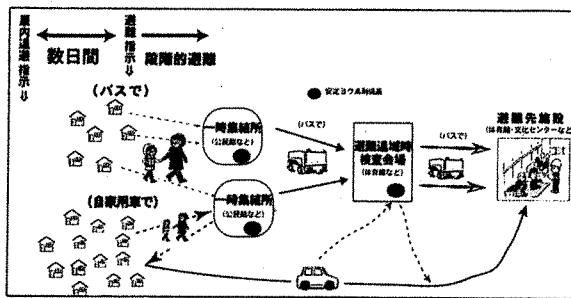 屋内退避指示⇩
数日間
避難指示⇩
段階的避難
(バスで)
安定ヨウ素剤
一時集結所
(公民館など)
(バスで)
避難退域時
検査会場
(体育館など)
(バスで)
避難先施設
(体育館・文化センターなど)
(自家用車で)
一時集結所
(公民館など)